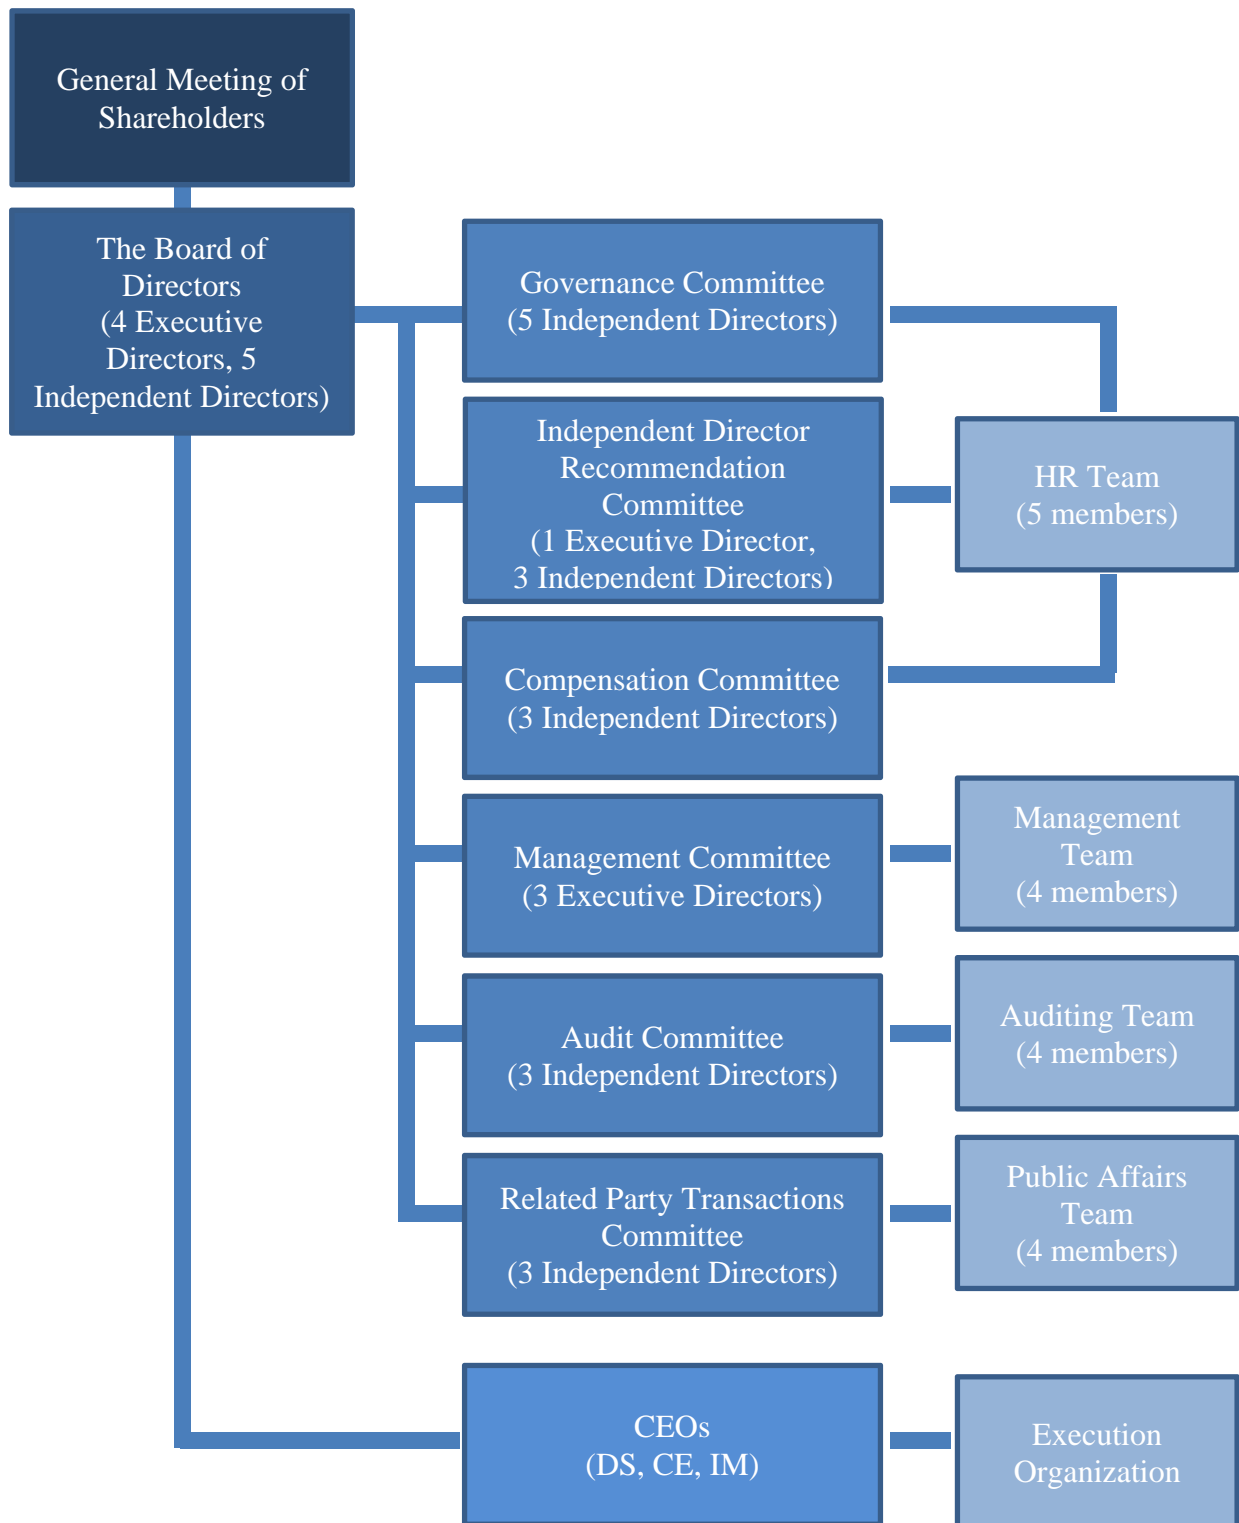 General Meeting of
Shareholders
The Board of
Directors
(4 Executive
Directors, 5
Independent Directors)
Governance Committee
(5 Independent Directors)
Independent Director
Recommendation
Committee
(1 Executive Director,
3 Independent Directors)
HR Team
(5 members)
Compensation Committee
(3 Independent Directors)
Management Committee
(3 Executive Directors)
Management
Team
(4 members)
Audit Committee
(3 Independent Directors)
Auditing Team
(4 members)
Related Party Transactions
Committee
(3 Independent Directors)
Public Affairs
Team
(4 members)
CEOs
(DS, CE, IM)
Execution
Organization